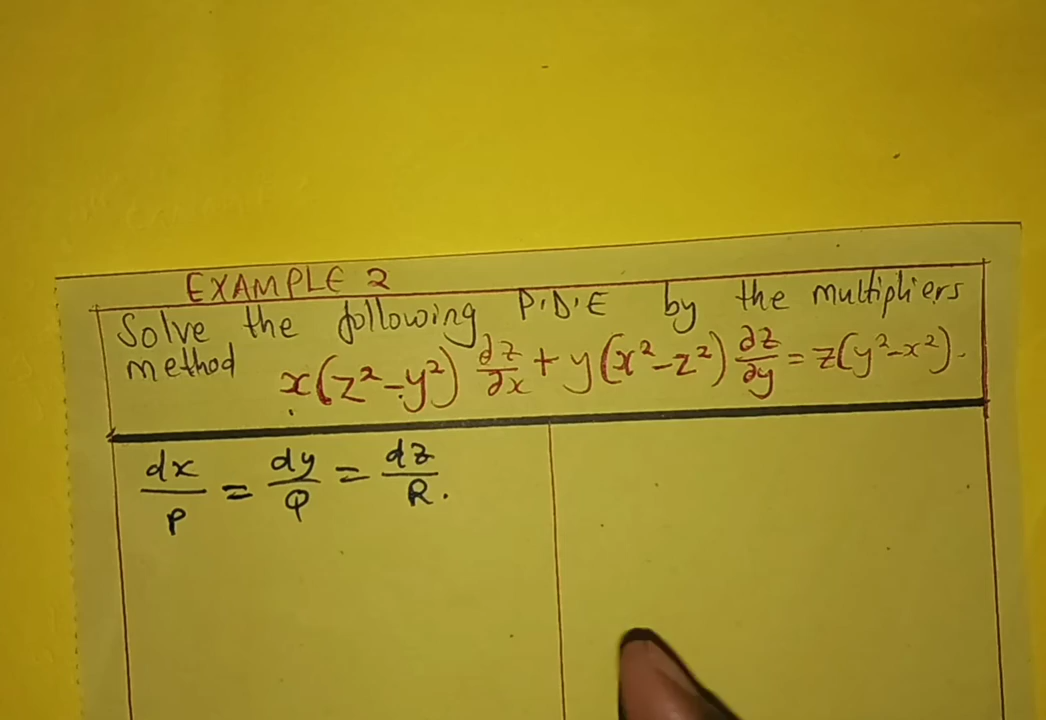 EXAMPLE 2
Solve the following P.D.E by the multipliers
method x(z²-y²) ∂z/∂x + y(x²-z²) ∂z/∂y = z(y²-x²).
dx/P = dy/Q = dz/R.